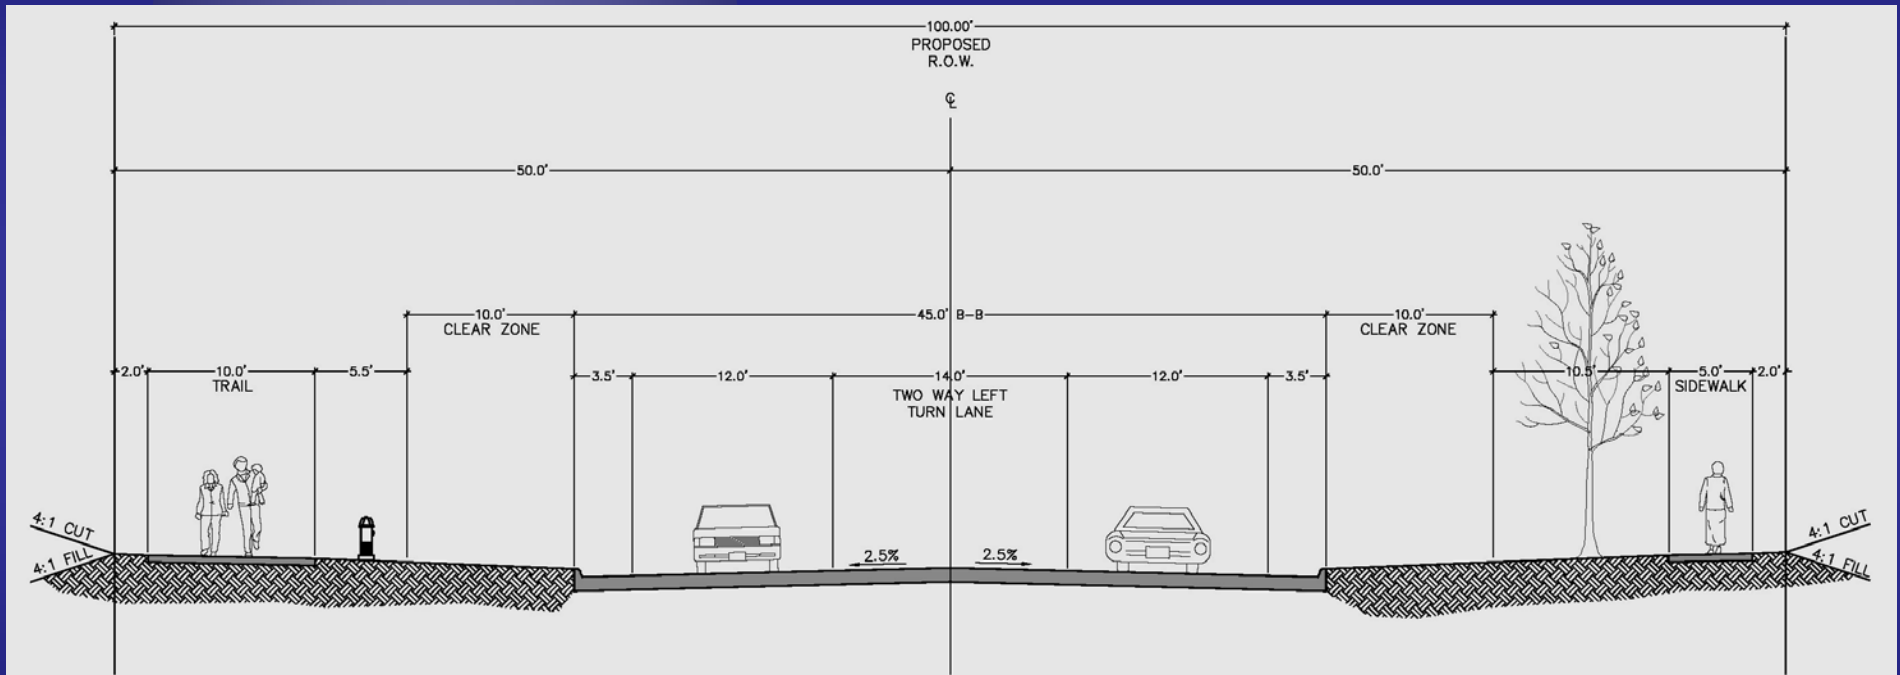 100.00'
PROPOSED
R.O.W.
℄
50.0' 50.0'
10.0' 45.0' B-B 10.0'
CLEAR ZONE CLEAR ZONE
2.0' 10.0' 5.5' 3.5' 12.0' 14.0' 12.0' 3.5' 10.5' 5.0' 2.0'
TRAIL TWO WAY LEFT SIDEWALK
TURN LANE
4:1 CUT 4:1 CUT
4:1 FILL 2.5% 2.5% 4:1 FILL